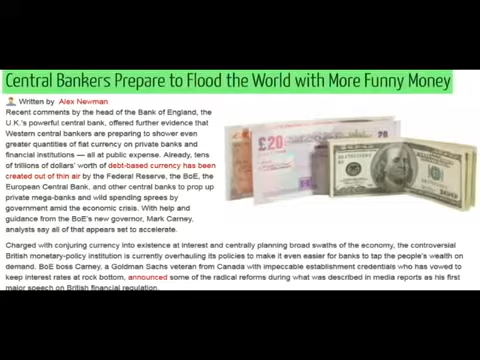 Central Bankers Prepare to Flood the World with More Funny Money
Written by Alex Newman
Recent comments by the head of the Bank of England, the
U.K.'s powerful central bank, offered further evidence that
Western central bankers are preparing to shower even
greater quantities of fiat currency on private banks and
financial institutions — all at public expense. Already, tens
of trillions of dollars' worth of debt-based currency has been
created out of thin air by the Federal Reserve, the BoE, the
European Central Bank, and other central banks to prop up
private mega-banks and wild spending sprees by
government amid the economic crisis. With help and
guidance from the BoE's new governor, Mark Carney,
analysts say all of that appears set to accelerate.
£20
Charged with conjuring currency into existence at interest and centrally planning broad swaths of the economy, the controversial
British monetary-policy institution is currently overhauling its policies to make it even easier for banks to tap the people's wealth on
demand. BoE boss Carney, a Goldman Sachs veteran from Canada with impeccable establishment credentials who has vowed to
keep interest rates at rock bottom, announced some of the radical reforms during what was described in media reports as his first
major speech on British financial regulation.